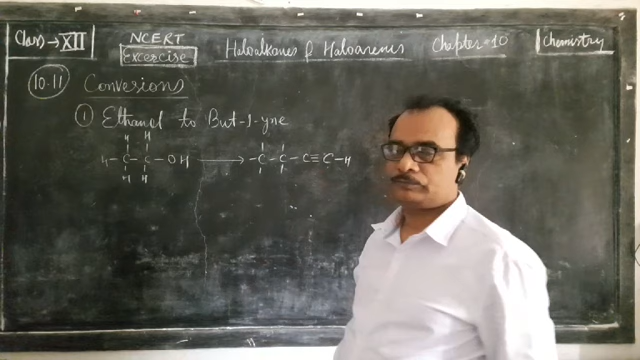 Class → XII
NCERT
Excercise
Haloalkanes & Haloarenes
Chapter = 10
Chemistry
10.11 Conversions
① Ethanol to But-1-yne
H H
H - C - C - OH → - C - C - C ≡ C - H
H H